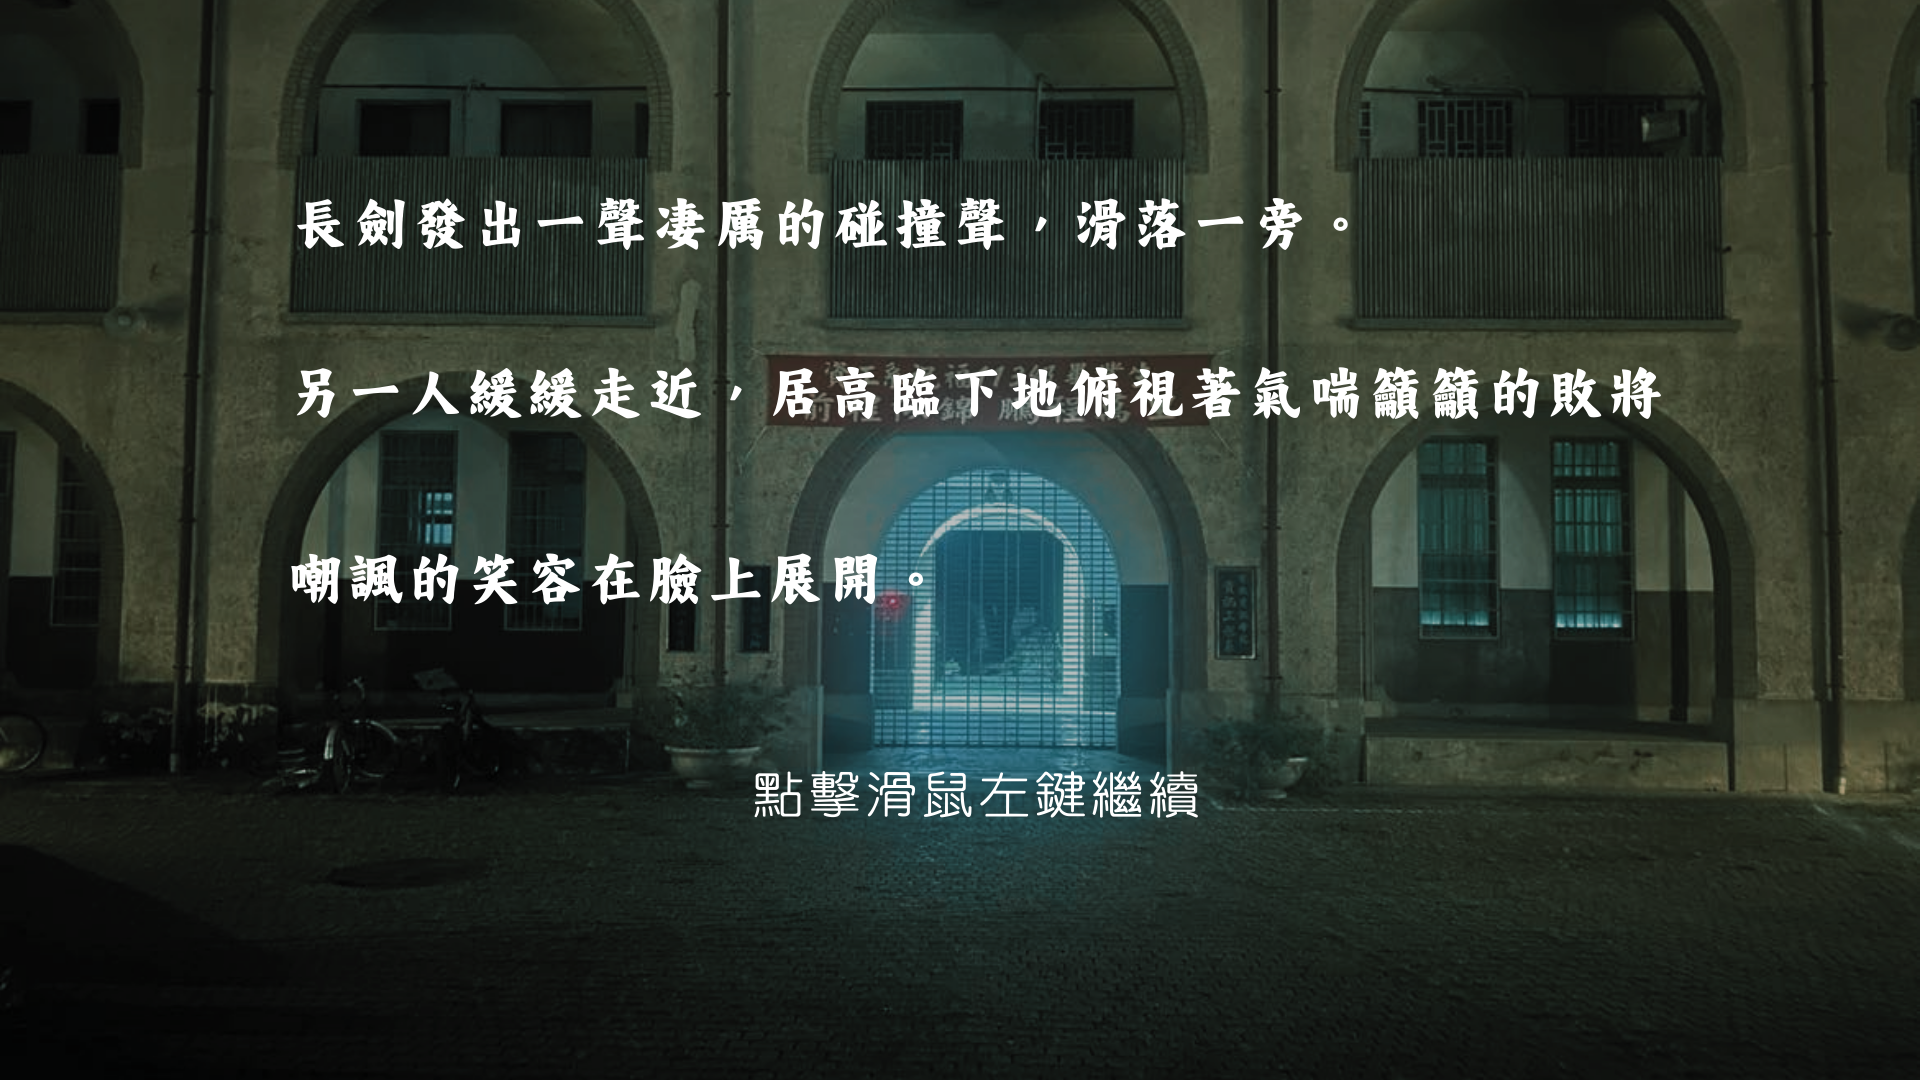 長劍發出一聲淒厲的碰撞聲，滑落一旁。
另一人緩緩走近，居高臨下地俯視著氣喘籲籲的敗將
嘲諷的笑容在臉上展開。
點擊滑鼠左鍵繼續